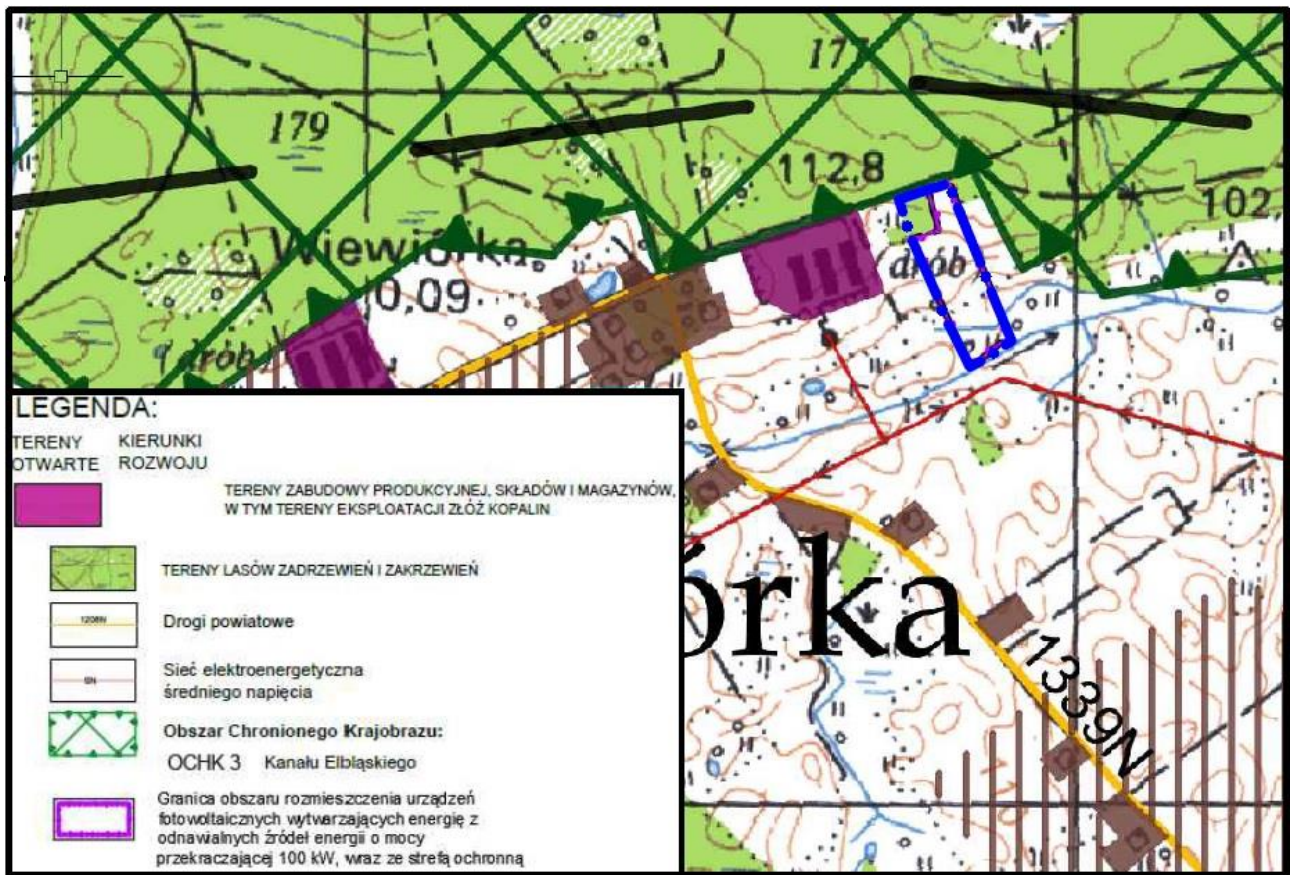 179
177
112,8
102,
Wiewiórka
0,09
drób
(drób)
órka
1339N
LEGENDA:
TERENY KIERUNKI
OTWARTE ROZWOJU
TERENY ZABUDOWY PRODUKCYJNEJ, SKŁADÓW I MAGAZYNÓW,
W TYM TERENY EKSPLOATACJI ZŁÓŻ KOPALIN
TERENY LASÓW ZADRZEWIEŃ I ZAKRZEWIEŃ
1208N
Drogi powiatowe
SN
Sieć elektroenergetyczna
średniego napięcia
Obszar Chronionego Krajobrazu:
OCHK 3 Kanału Elbląskiego
Granica obszaru rozmieszczenia urządzeń
fotowoltaicznych wytwarzających energię z
odnawialnych źródeł energii o mocy
przekraczającej 100 kW, wraz ze strefą ochronną